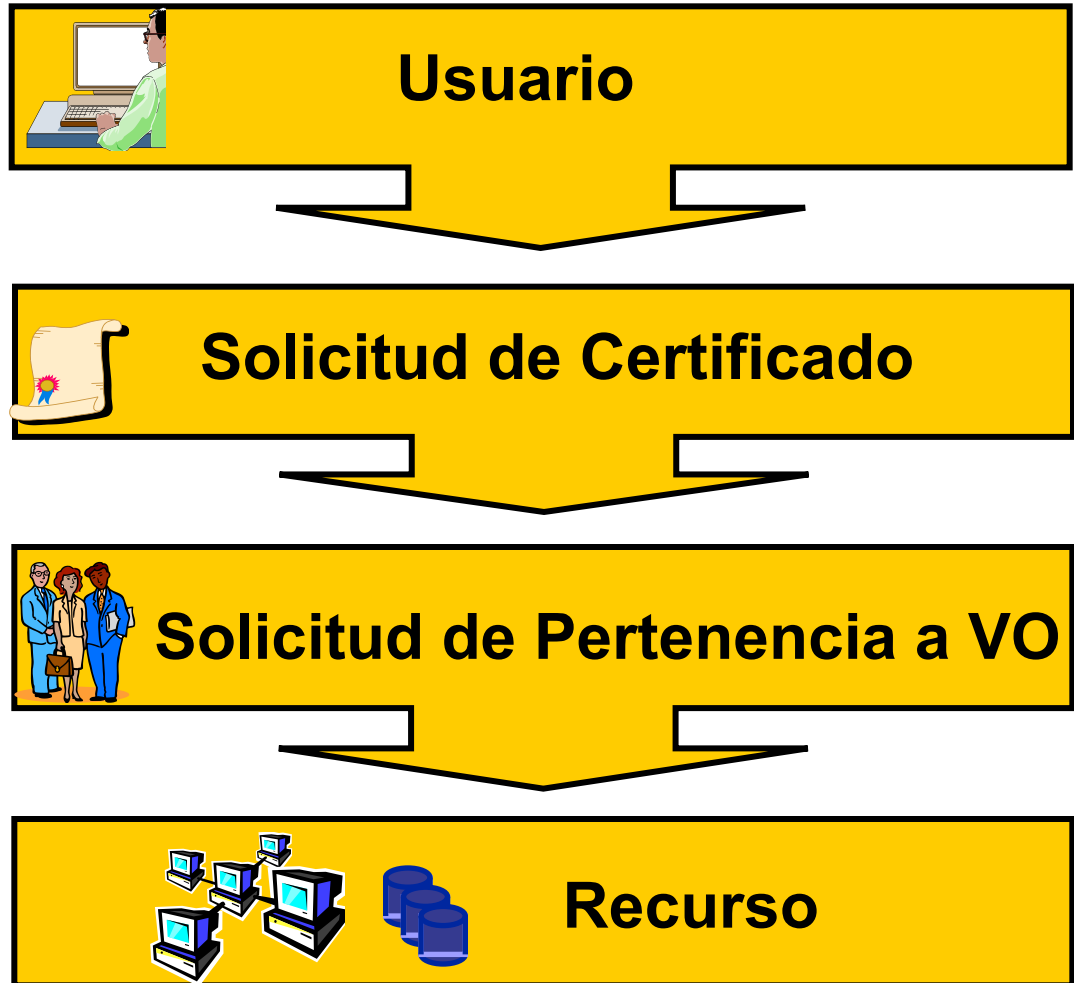 Usuario
Solicitud de Certificado
Solicitud de Pertenencia a VO
Recurso